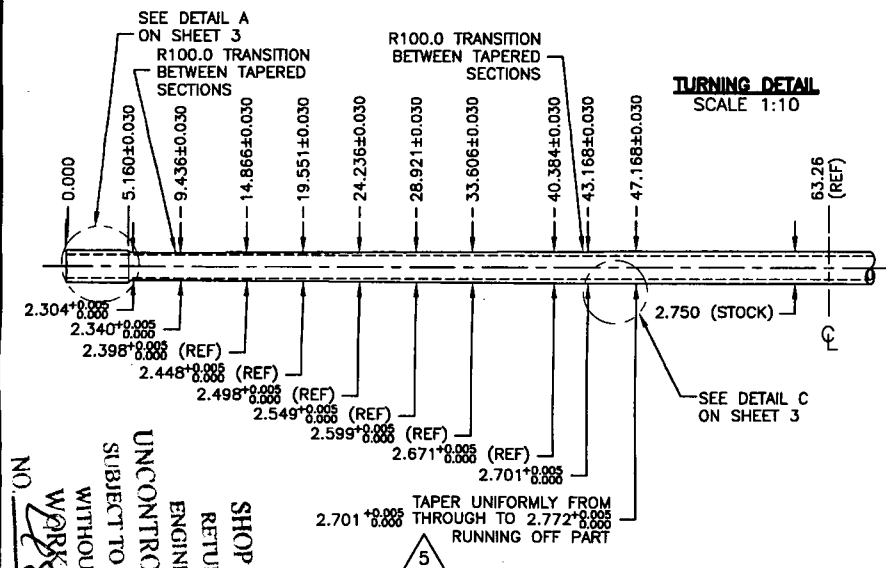 SEE DETAIL A
ON SHEET 3
R100.0 TRANSITION
BETWEEN TAPERED
SECTIONS
R100.0 TRANSITION
BETWEEN TAPERED
SECTIONS
TURNING DETAIL
SCALE 1:10
0.000
5.160±0.030
9.436±0.030
14.866±0.030
19.551±0.030
24.236±0.030
28.921±0.030
33.606±0.030
40.384±0.030
43.168±0.030
47.168±0.030
63.26
(REF)
2.304+0.005 0.000
2.340+0.005 0.000
2.398+0.005 0.000 (REF)
2.448+0.005 0.000 (REF)
2.498+0.005 0.000 (REF)
2.549+0.005 0.000 (REF)
2.599+0.005 0.000 (REF)
2.671+0.005 0.000 (REF)
2.701+0.005 0.000
2.750 (STOCK)
SEE DETAIL C
ON SHEET 3
TAPER UNIFORMLY FROM
2.701 +0.005 0.000 THROUGH TO 2.772+0.005 0.000
RUNNING OFF PART
5
SHOP
RETU
ENGIN
UNCONTRO
SUBJECT TO
WITHOU
WORK
NO.